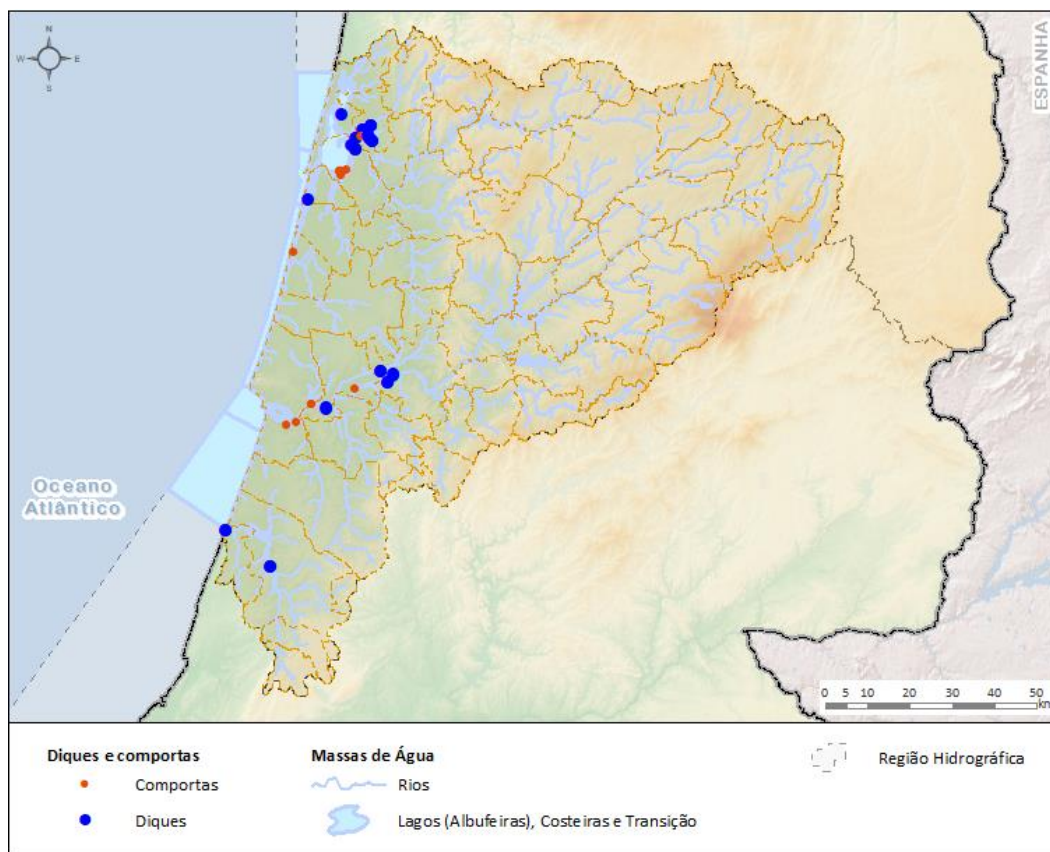 N
W E
S
ESPANHA
Oceano
Atlântico
0 5 10 20 30 40 50
km
Diques e comportas
Comportas
Diques
Massas de Água
Rios
Lagos (Albufeiras), Costeiras e Transição
Região Hidrográfica